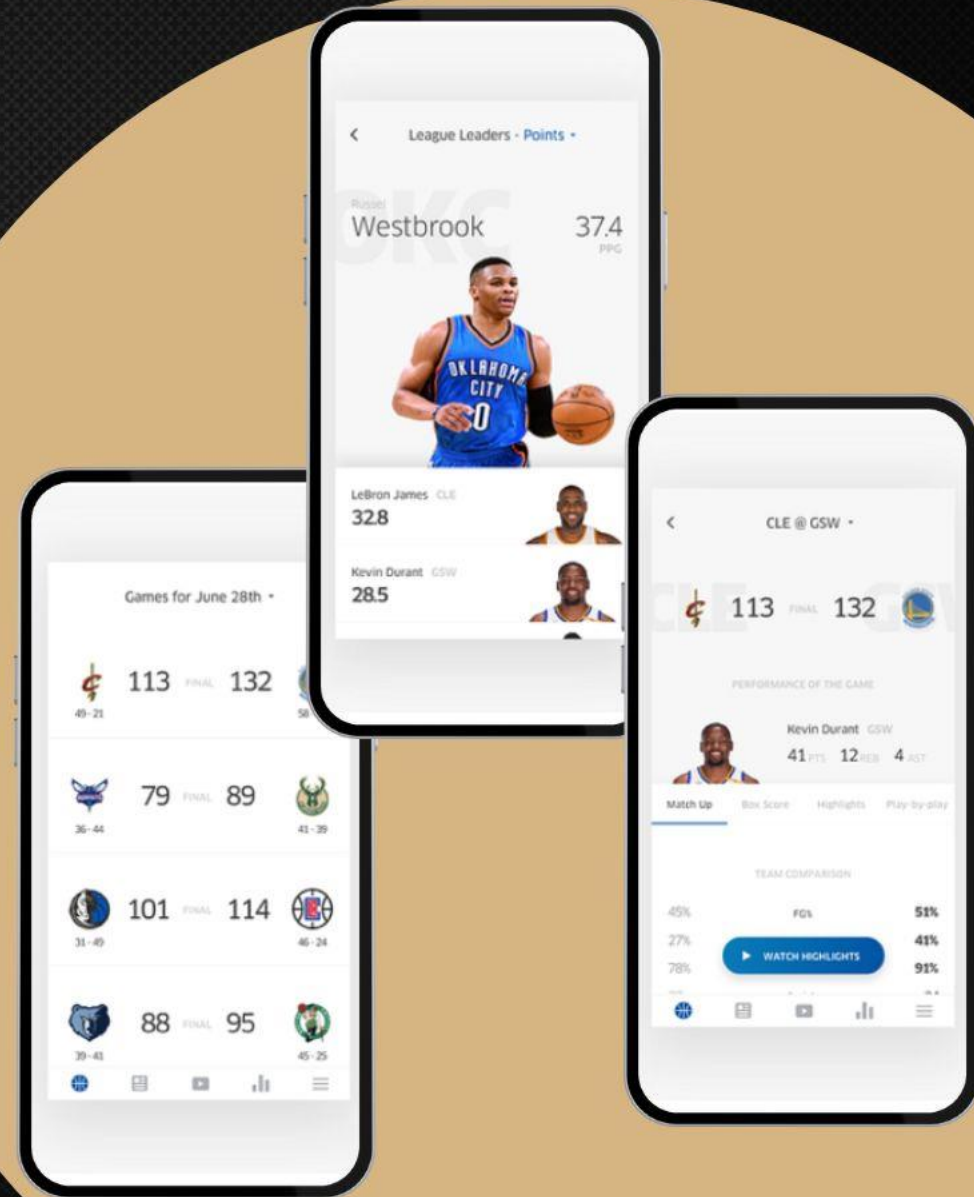 League Leaders - Points
OKC
Russel
Westbrook
37.4
PPG
OKLAHOMA
CITY
0
LeBron James CLE
32.8
Kevin Durant GSW
28.5
Games for June 28th
113 FINAL 132
49-21
58
79 FINAL 89
36-44
41-39
101 FINAL 114
31-49
46-24
88 FINAL 95
39-41
45-25
CLE @ GSW
CLE
GSW
113 FINAL 132
PERFORMANCE OF THE GAME
Kevin Durant GSW
41 PTS 12 REB 4 AST
Match Up Box Score Highlights Play-by-play
TEAM COMPARISON
45% FG% 51%
27% 41%
WATCH HIGHLIGHTS
78% 91%